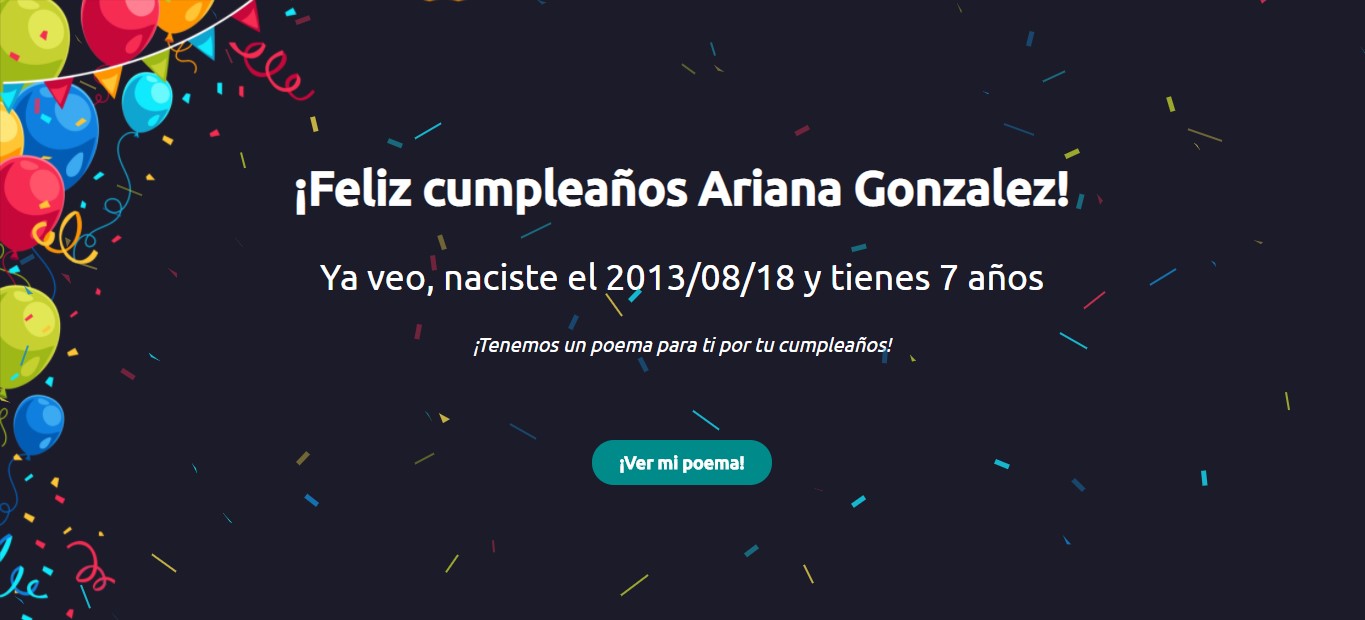 ¡Feliz cumpleaños Ariana Gonzalez!
Ya veo, naciste el 2013/08/18 y tienes 7 años
¡Tenemos un poema para ti por tu cumpleaños!
¡Ver mi poema!